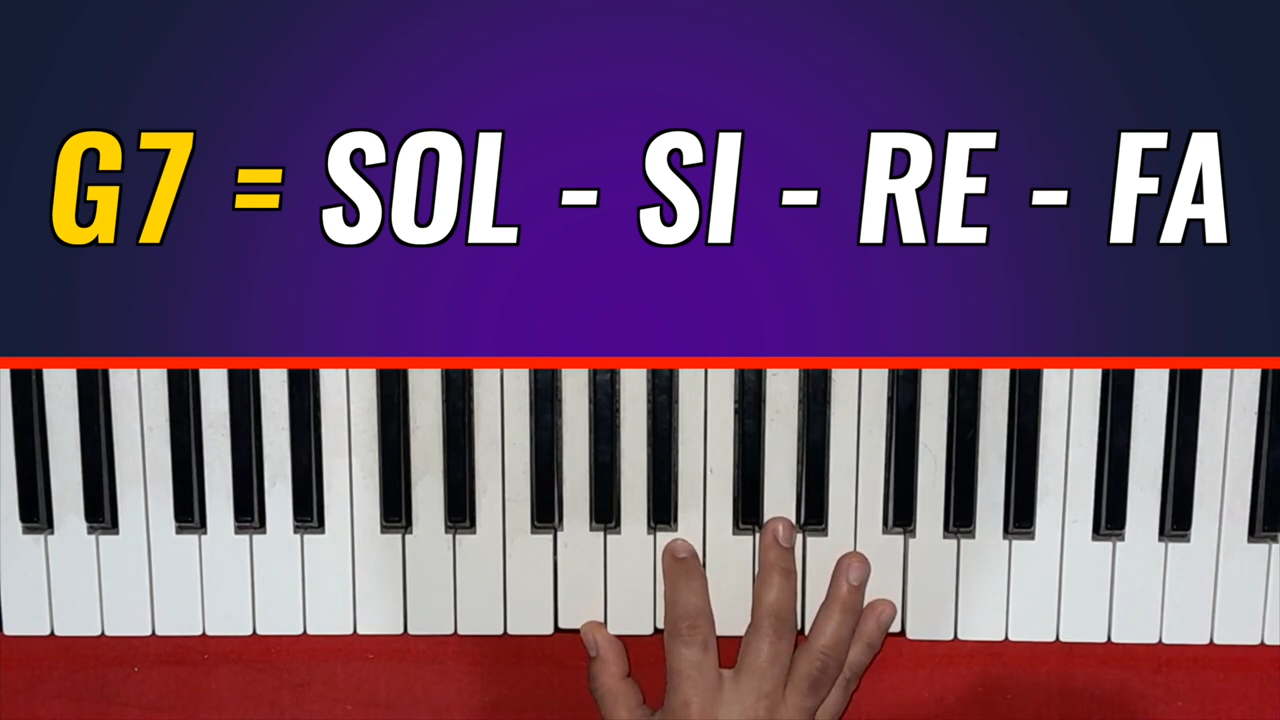 G7 = SOL - SI - RE - FA